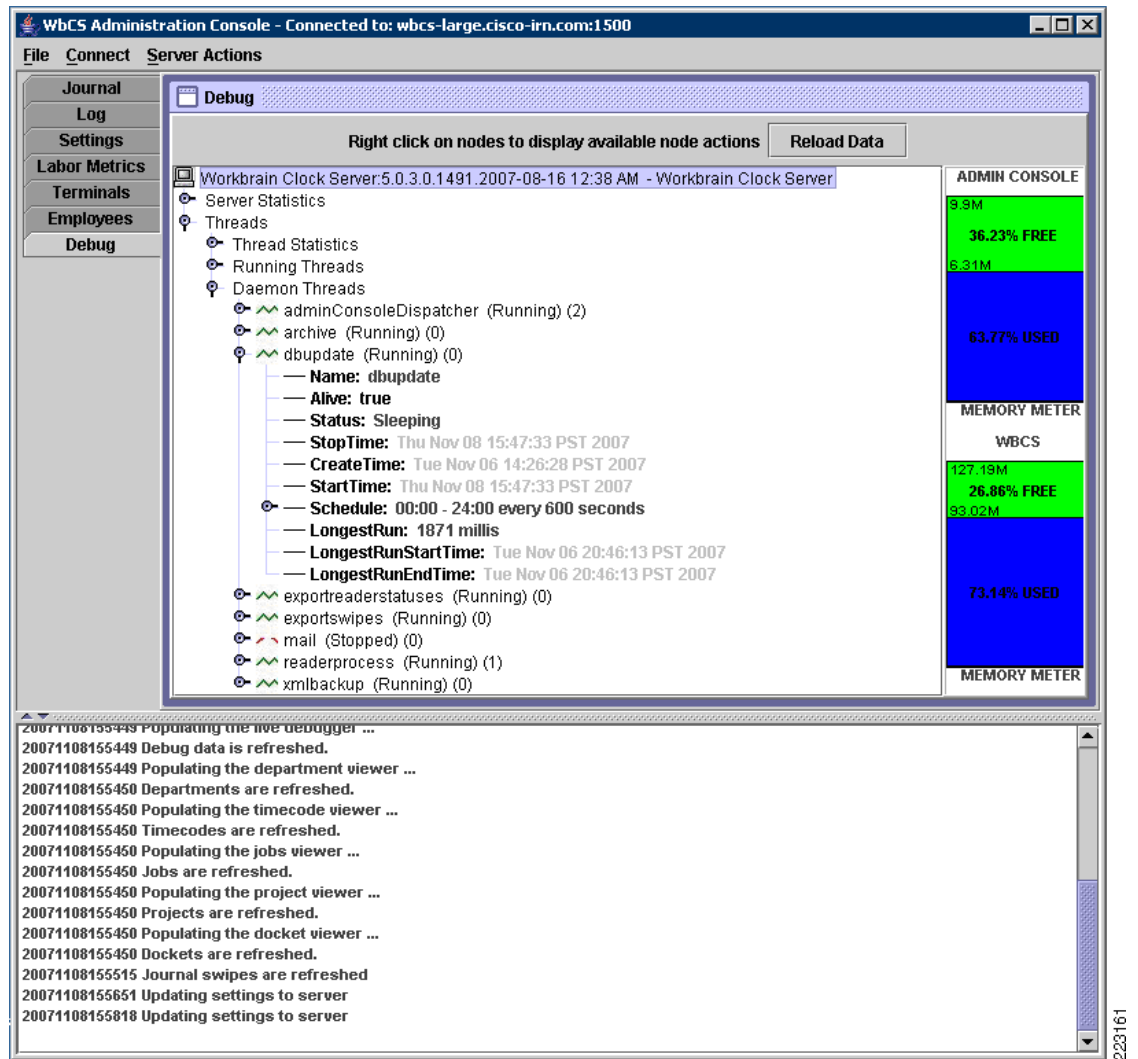 WbCS Administration Console - Connected to: wbcs-large.cisco-irn.com:1500
File Connect Server Actions
Journal
Log
Settings
Labor Metrics
Terminals
Employees
Debug
Debug
Right click on nodes to display available node actions Reload Data
Workbrain Clock Server:5.0.3.0.1491.2007-08-16 12:38 AM - Workbrain Clock Server
Server Statistics
Threads
Thread Statistics
Running Threads
Daemon Threads
adminConsoleDispatcher (Running) (2)
archive (Running) (0)
dbupdate (Running) (0)
Name: dbupdate
Alive: true
Status: Sleeping
StopTime: Thu Nov 08 15:47:33 PST 2007
CreateTime: Tue Nov 06 14:26:28 PST 2007
StartTime: Thu Nov 08 15:47:33 PST 2007
Schedule: 00:00 - 24:00 every 600 seconds
LongestRun: 1871 millis
LongestRunStartTime: Tue Nov 06 20:46:13 PST 2007
LongestRunEndTime: Tue Nov 06 20:46:13 PST 2007
exportreaderstatuses (Running) (0)
exportswipes (Running) (0)
mail (Stopped) (0)
readerprocess (Running) (1)
xmlbackup (Running) (0)
ADMIN CONSOLE
9.9M
36.23% FREE
6.31M
63.77% USED
MEMORY METER
WBCS
127.19M
26.86% FREE
93.02M
73.14% USED
MEMORY METER
20071108155449 Populating the live debugger ...
20071108155449 Debug data is refreshed.
20071108155449 Populating the department viewer ...
20071108155450 Departments are refreshed.
20071108155450 Populating the timecode viewer ...
20071108155450 Timecodes are refreshed.
20071108155450 Populating the jobs viewer ...
20071108155450 Jobs are refreshed.
20071108155450 Populating the project viewer ...
20071108155450 Projects are refreshed.
20071108155450 Populating the docket viewer ...
20071108155450 Dockets are refreshed.
20071108155515 Journal swipes are refreshed
20071108155651 Updating settings to server
20071108155818 Updating settings to server
223161